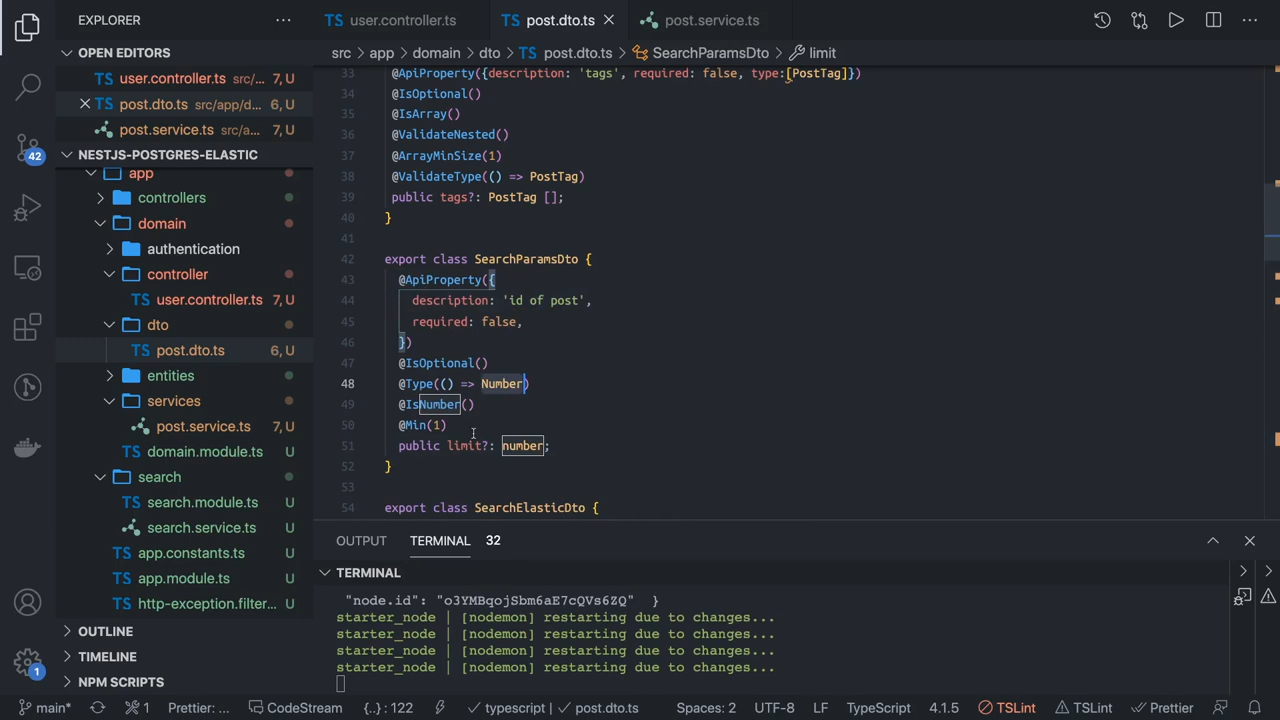 EXPLORER
OPEN EDITORS
TS user.controller.ts src/... 7, U
TS post.dto.ts src/app/d... 6, U
post.service.ts src/a... 7, U
NESTJS-POSTGRES-ELASTIC
app
controllers
domain
authentication
controller
TS user.controller.ts 7, U
dto
TS post.dto.ts 6, U
entities
services
post.service.ts 7, U
TS domain.module.ts U
search
TS search.module.ts U
search.service.ts U
TS app.constants.ts U
TS app.module.ts U
TS http-exception.filter... U
OUTLINE
TIMELINE
NPM SCRIPTS
42
1
TS user.controller.ts
TS post.dto.ts
post.service.ts
src > app > domain > dto > TS post.dto.ts > SearchParamsDto > limit
33 @ApiProperty({description: 'tags', required: false, type:[PostTag]})
34 @IsOptional()
35 @IsArray()
36 @ValidateNested()
37 @ArrayMinSize(1)
38 @ValidateType(() => PostTag)
39 public tags?: PostTag [];
40 }
41
42 export class SearchParamsDto {
43 @ApiProperty({
44 description: 'id of post',
45 required: false,
46 })
47 @IsOptional()
48 @Type(() => Number)
49 @IsNumber()
50 @Min(1)
51 public limit?: number;
52 }
53
54 export class SearchElasticDto {
OUTPUT TERMINAL 32
TERMINAL
"node.id": "o3YMBqojSbm6aE7cQVs6ZQ" }
starter_node | [nodemon] restarting due to changes...
starter_node | [nodemon] restarting due to changes...
starter_node | [nodemon] restarting due to changes...
starter_node | [nodemon] restarting due to changes...
main* 1 Prettier: ... CodeStream {..} : 122 typescript | post.dto.ts Spaces: 2 UTF-8 LF TypeScript 4.1.5 TSLint TSLint Prettier